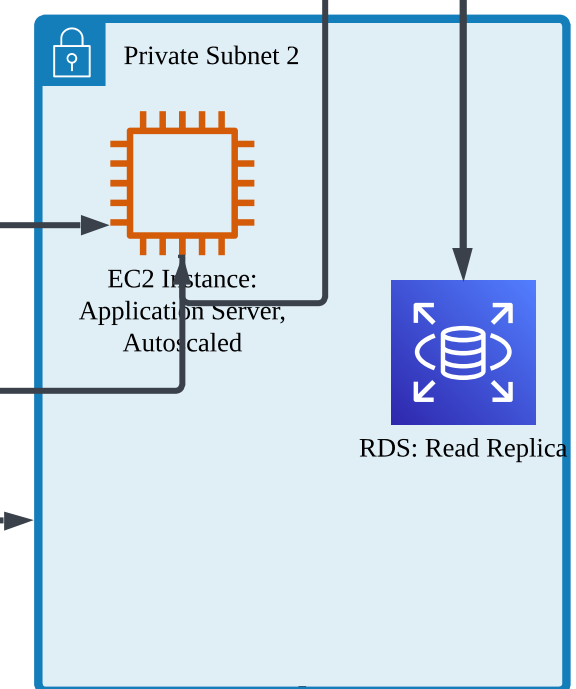 Private Subnet 2
EC2 Instance:
Application Server,
Autoscaled
RDS: Read Replica